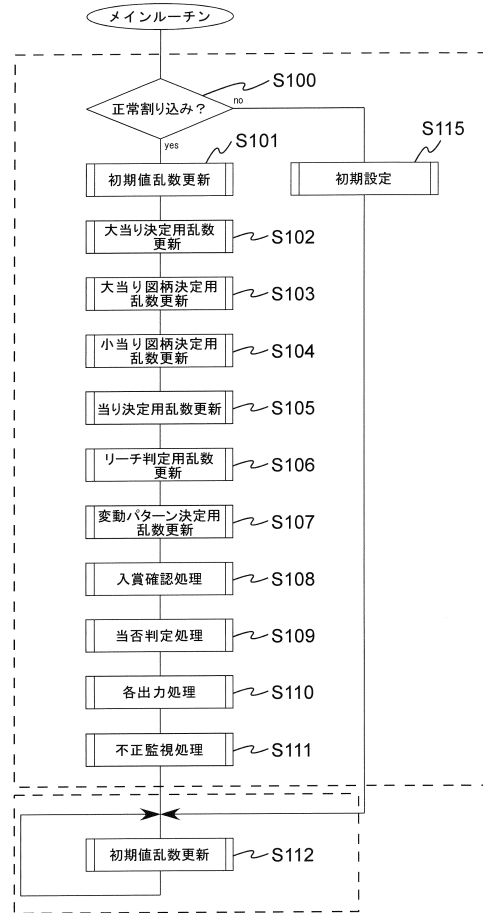 メインルーチン
S100
正常割り込み？
no
yes
S101
S115
初期値乱数更新
初期設定
大当り決定用乱数
更新
S102
大当り図柄決定用
乱数更新
S103
小当り図柄決定用
乱数更新
S104
当り決定用乱数更新
S105
リーチ判定用乱数
更新
S106
変動パターン決定用
乱数更新
S107
入賞確認処理
S108
当否判定処理
S109
各出力処理
S110
不正監視処理
S111
初期値乱数更新
S112